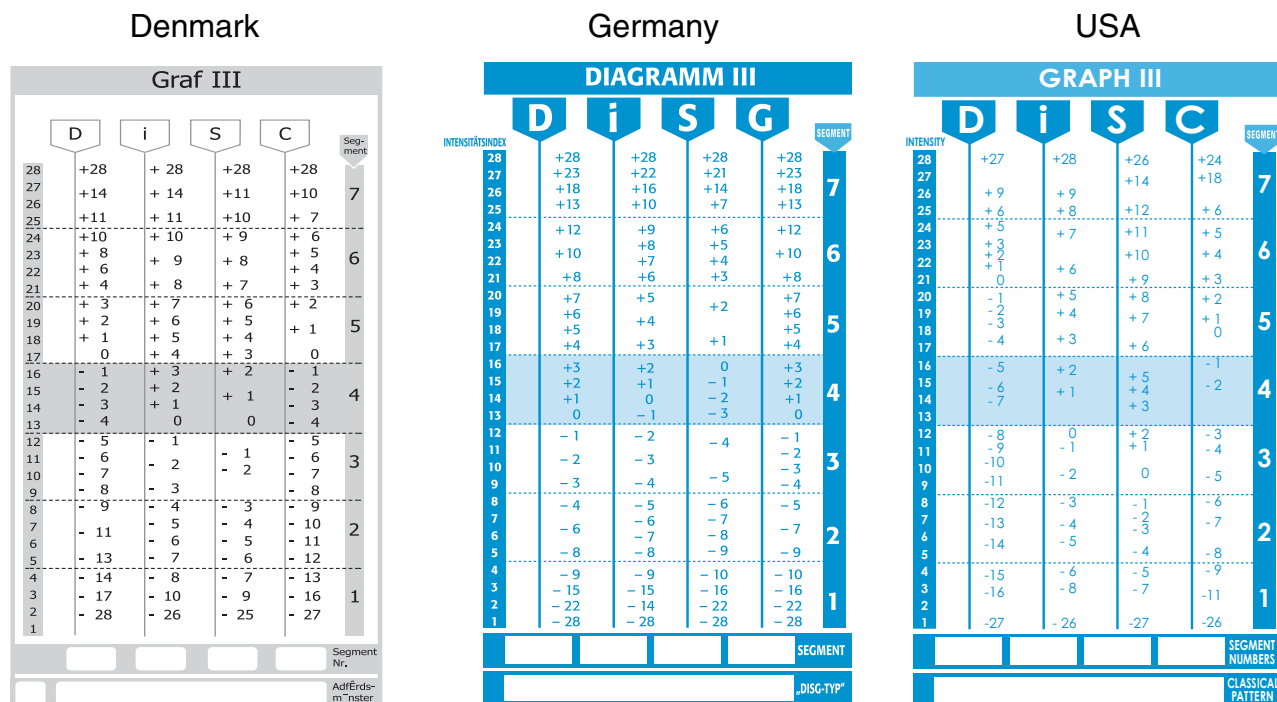 Denmark
Graf III
D i S C
Seg-
ment
28 +28 + 28 +28 +28
27
+14 + 14 +11 +10 7
26
25 +11 + 11 +10 + 7
24 +10 + 10 + 9 + 6
23 + 8 + 5
+ 9 + 8 6
22 + 6 + 4
21 + 4 + 8 + 7 + 3
20 + 3 + 7 + 6 + 2
19 + 2 + 6 + 5
+ 1 5
18 + 1 + 5 + 4
17 0 + 4 + 3 0
16 - 1 + 3 + 2 - 1
15 - 2 + 2 - 2
+ 1 4
14 - 3 + 1 - 3
13 - 4 0 0 - 4
12 - 5 - 1 - 5
11 - 6 - 1 - 6
- 2 3
10 - 7 - 2 - 7
9 - 8 - 3 - 8
8 - 9 - 4 - 3 - 9
7 - 5 - 4 - 10
- 11 2
6 - 6 - 5 - 11
5 - 13 - 7 - 6 - 12
4 - 14 - 8 - 7 - 13
3 - 17 - 10 - 9 - 16 1
2 - 28 - 26 - 25 - 27
1
Segment
Nr.
AdfÊrds-
m¯nster
Germany
DIAGRAMM III
D i S G
INTENSITÄTSINDEX SEGMENT
28 +28 +28 +28 +28
27 +23 +22 +21 +23
7
26 +18 +16 +14 +18
25 +13 +10 +7 +13
24 +12 +9 +6 +12
23 +8 +5
+10 +10 6
22 +7 +4
21 +8 +6 +3 +8
20 +7 +5 +7
+2
19 +6 +6
+4 5
18 +5 +5
17 +4 +3 +1 +4
16 +3 +2 0 +3
15 +2 +1 – 1 +2
4
14 +1 0 – 2 +1
13 0 – 1 – 3 0
12 – 1 – 2 – 1
– 4
11 – 2
– 2 – 3 3
10 – 3
– 5
9 – 3 – 4 – 4
8 – 4 – 5 – 6 – 5
7 – 6 – 7
– 6 – 7 2
6 – 7 – 8
5 – 8 – 8 – 9 – 9
4 – 9 – 9 – 10 – 10
3 – 15 – 15 – 16 – 16
2 – 22 – 14 – 22 – 22 1
1 – 28 – 28 – 28 – 28
SEGMENT
„DISG-TYP"
USA
GRAPH III
D i S C
INTENSITY SEGMENT
28 +27 +28 +26 +24
27 +14 +18
7
26 + 9 + 9
25 + 6 + 8 +12 + 6
24 + 5 + 7 +11 + 5
23 + 3
+ 2 +10 + 4 6
22 + 1 + 6
21 0 + 9 + 3
20 - 1 + 5 + 8 + 2
19 - 2 + 4 + 7 + 1
- 3 5
18 0
17 - 4 + 3 + 6
16 - 5 + 2 - 1
15 + 5 - 2
- 6 + 1 + 4 4
14 - 7 + 3
13
12 - 8 0 + 2 - 3
11 - 9 - 1 + 1 - 4
3
10 -10 - 2 0 - 5
9 -11
8 -12 - 3 - 1 - 6
7 -13 - 4 - 2 - 7
- 3 2
6 -14 - 5
5 - 4 - 8
4 -15 - 6 - 5 - 9
3 -16 - 8 - 7 -11
1
2
1 -27 - 26 -27 -26
SEGMENT
NUMBERS
CLASSICAL
PATTERN